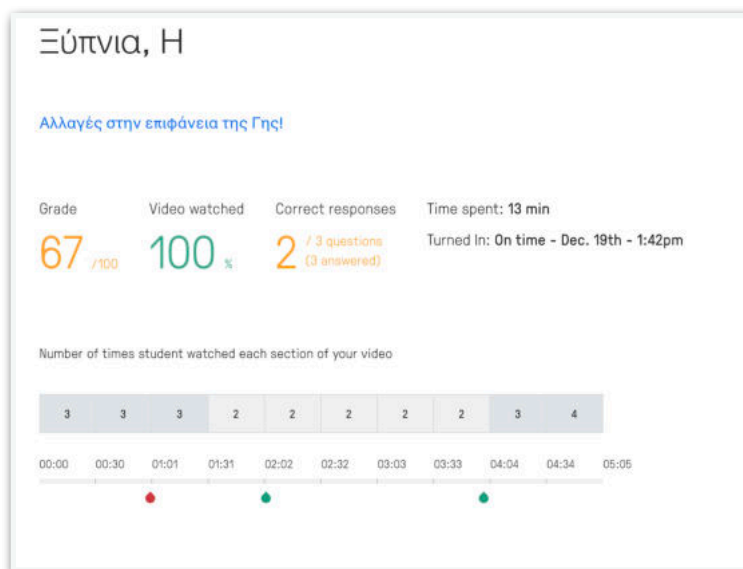 Ξύπνια, Η
Αλλαγές στην επιφάνεια της Γης!
Grade Video watched Correct responses Time spent: 13 min
67 /100 100 % 2 / 3 questions (3 answered) Turned In: On time - Dec. 19th - 1:42pm
Number of times student watched each section of your video
3 3 3 2 2 2 2 2 3 4
00:00 00:30 01:01 01:31 02:02 02:32 03:03 03:33 04:04 04:34 05:05